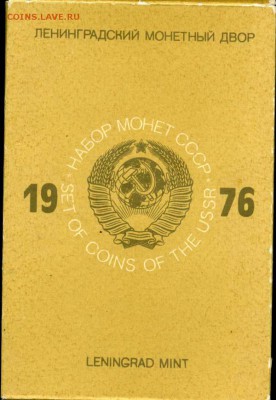 COINS.LAVE.RU
ЛЕНИНГРАДСКИЙ МОНЕТНЫЙ ДВОР
НАБОР МОНЕТ СССР
19 76
SET OF COINS OF THE USSR
LENINGRAD MINT